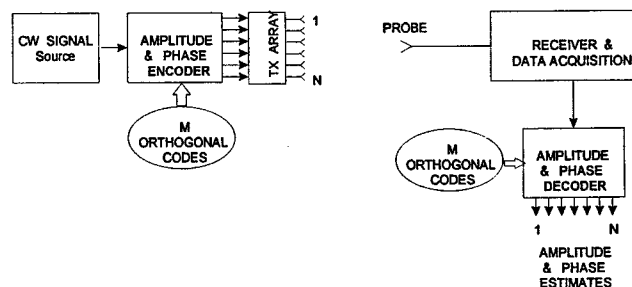 CW SIGNAL
Source
AMPLITUDE
& PHASE
ENCODER
TX ARRAY
1
N
M
ORTHOGONAL
CODES
PROBE
RECEIVER &
DATA ACQUISITION
M
ORTHOGONAL
CODES
AMPLITUDE
& PHASE
DECODER
1 N
AMPLITUDE
& PHASE
ESTIMATES